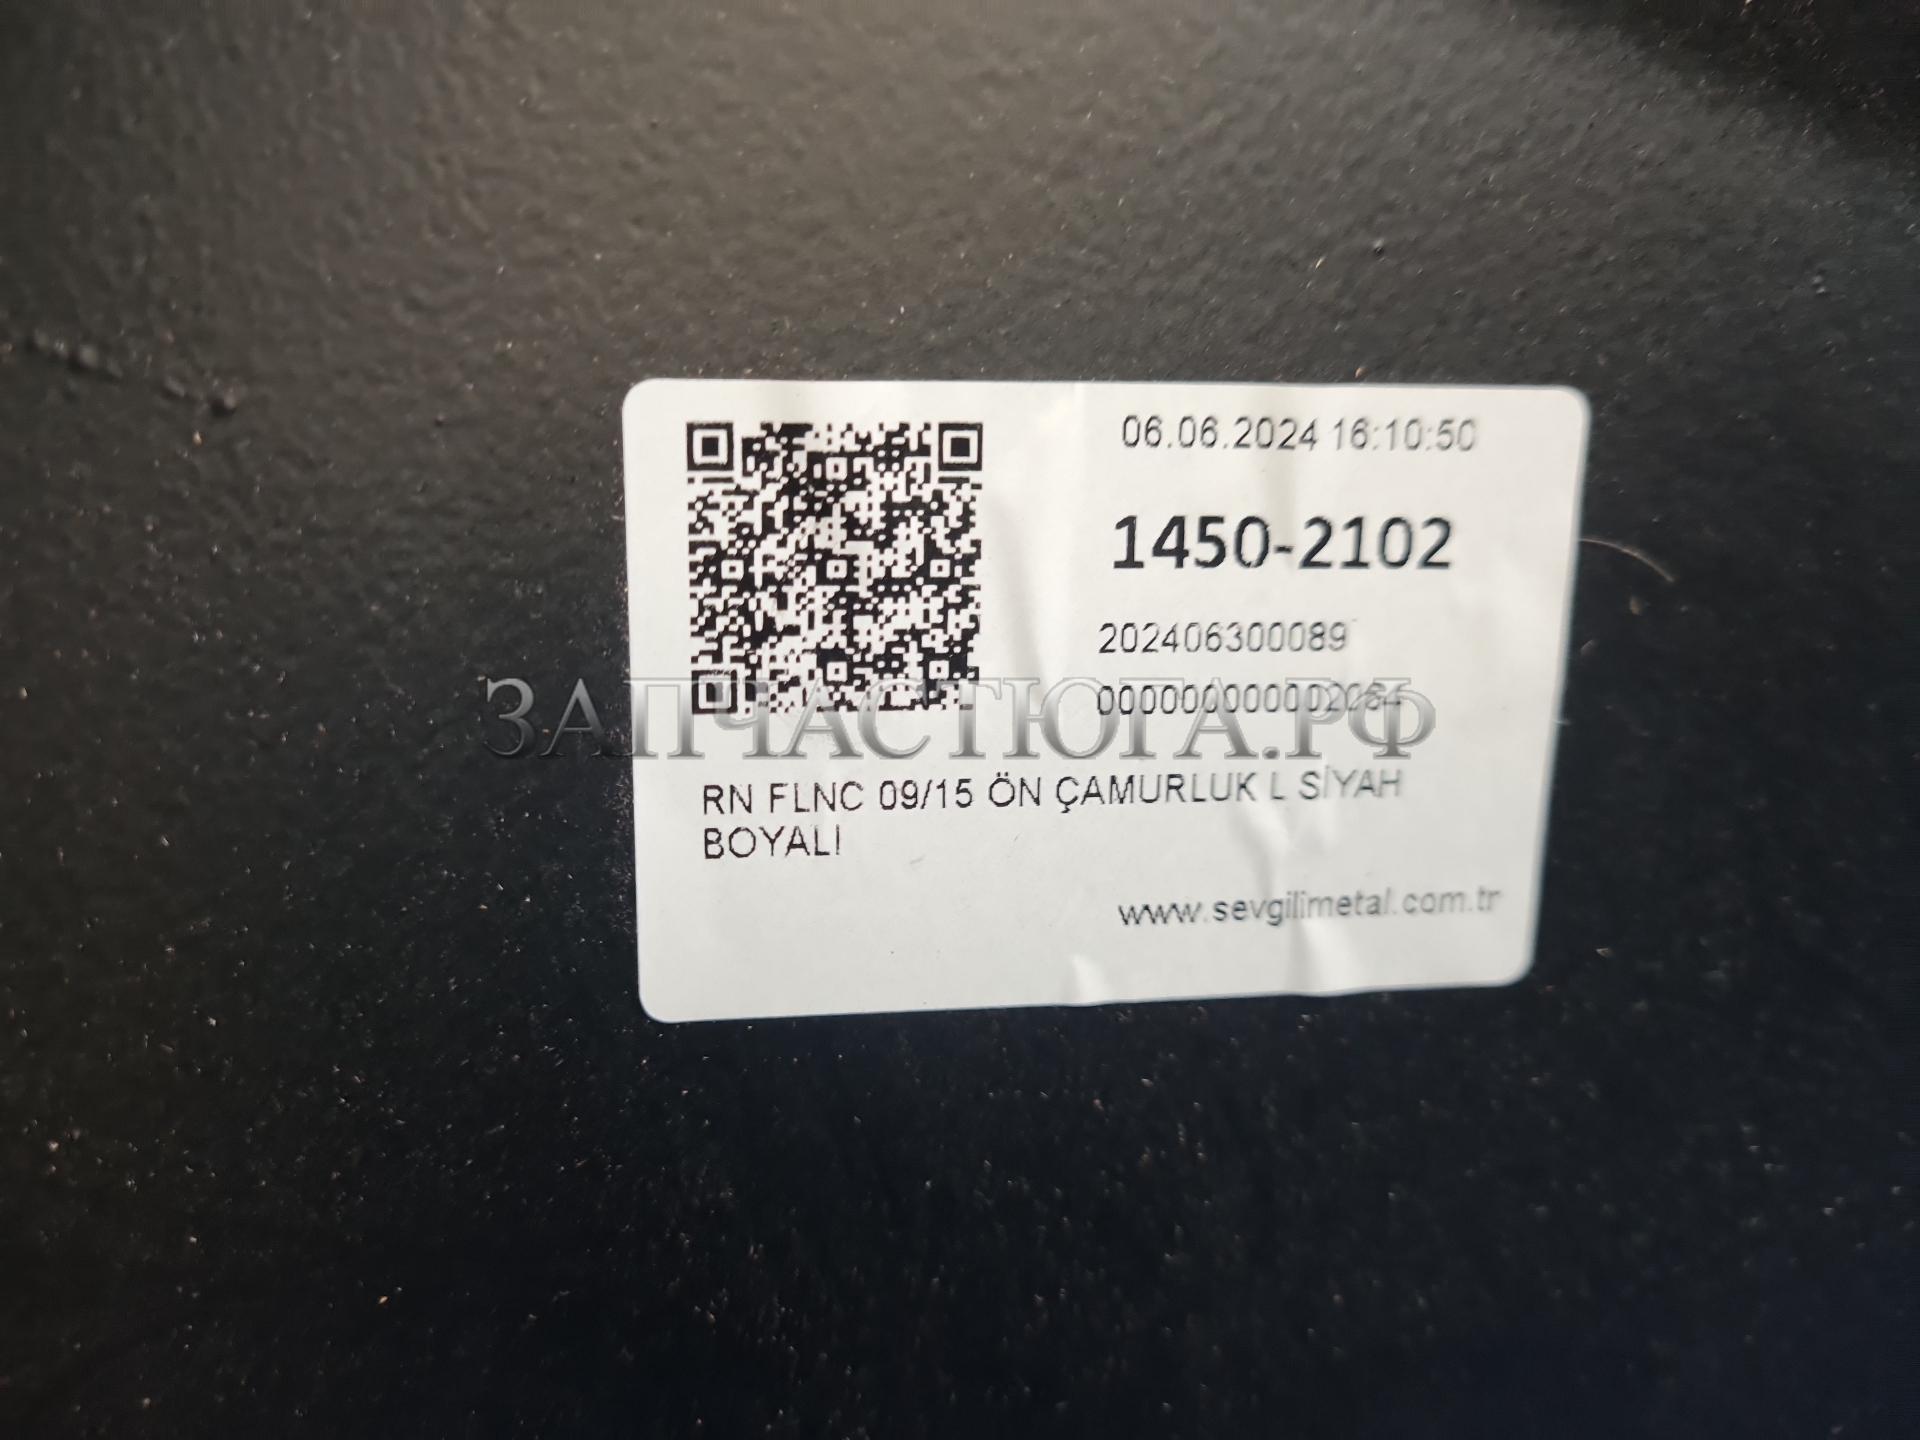 06.06.2024 16:10:50
1450-2102
202406300089
000000000002064
ЗАПЧАСТЮГА.РФ
RN FLNC 09/15 ÖN ÇAMURLUK L SİYAH
BOYALI
www.sevgilimetal.com.tr